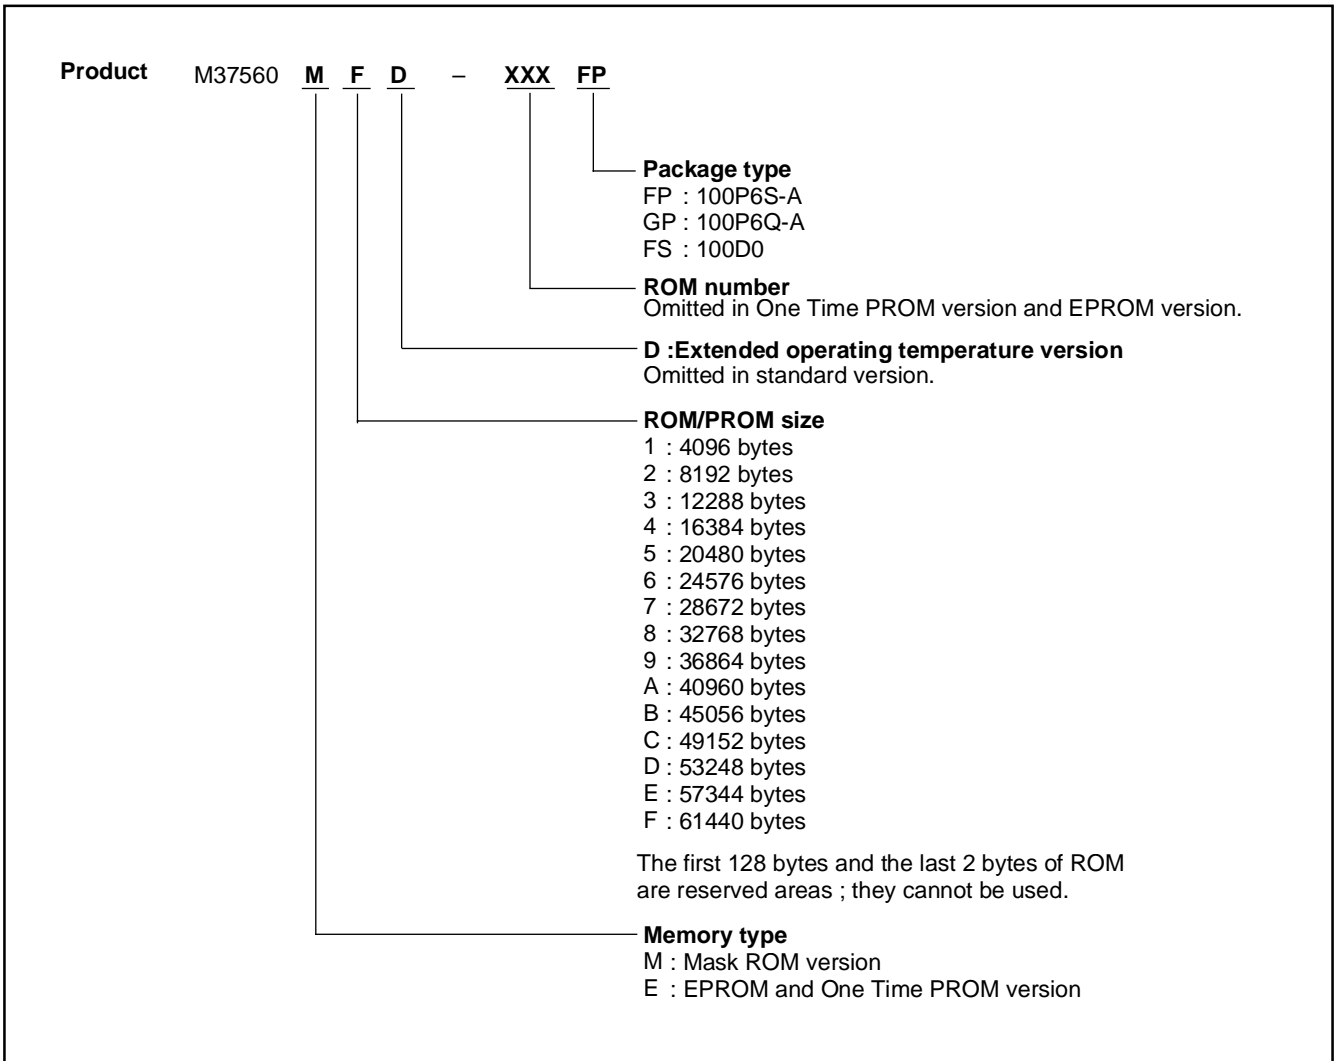 Product M37560 M F D – XXX FP
Package type
FP : 100P6S-A
GP : 100P6Q-A
FS : 100D0
ROM number
Omitted in One Time PROM version and EPROM version.
D :Extended operating temperature version
Omitted in standard version.
ROM/PROM size
1 : 4096 bytes
2 : 8192 bytes
3 : 12288 bytes
4 : 16384 bytes
5 : 20480 bytes
6 : 24576 bytes
7 : 28672 bytes
8 : 32768 bytes
9 : 36864 bytes
A : 40960 bytes
B : 45056 bytes
C : 49152 bytes
D : 53248 bytes
E : 57344 bytes
F : 61440 bytes
The first 128 bytes and the last 2 bytes of ROM
are reserved areas ; they cannot be used.
Memory type
M : Mask ROM version
E : EPROM and One Time PROM version